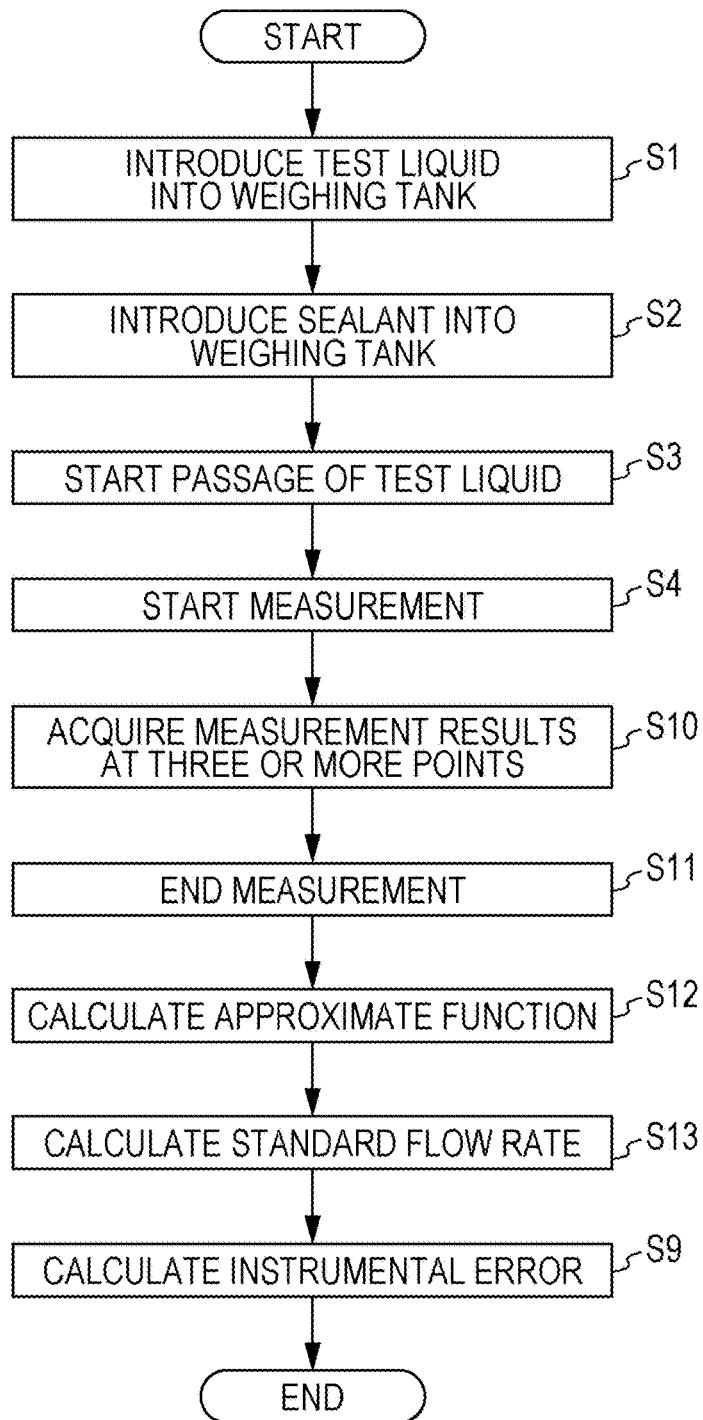 START
INTRODUCE TEST LIQUID
INTO WEIGHING TANK
S1
INTRODUCE SEALANT INTO
WEIGHING TANK
S2
START PASSAGE OF TEST LIQUID
S3
START MEASUREMENT
S4
ACQUIRE MEASUREMENT RESULTS
AT THREE OR MORE POINTS
S10
END MEASUREMENT
S11
CALCULATE APPROXIMATE FUNCTION
S12
CALCULATE STANDARD FLOW RATE
S13
CALCULATE INSTRUMENTAL ERROR
S9
END